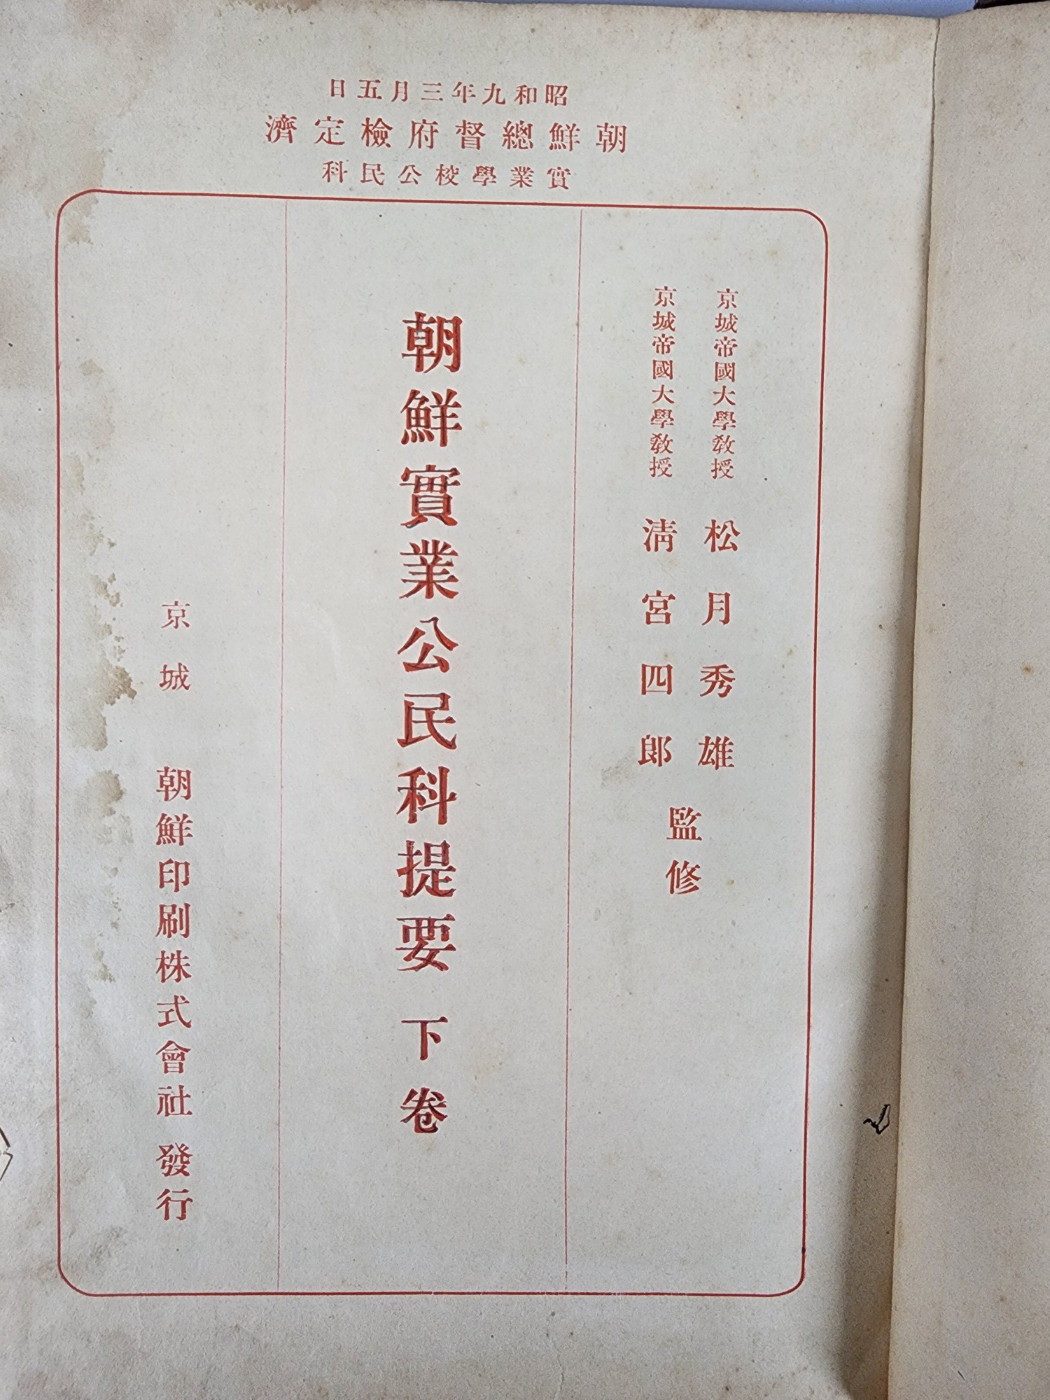 昭和九年三月五日
朝鮮總督府檢定濟
實業學校公民科
京城帝國大學敎授 松月秀雄
京城帝國大學敎授 淸宮四郞
監修
朝鮮實業公民科提要 下卷
京城 朝鮮印刷株式會社 發行